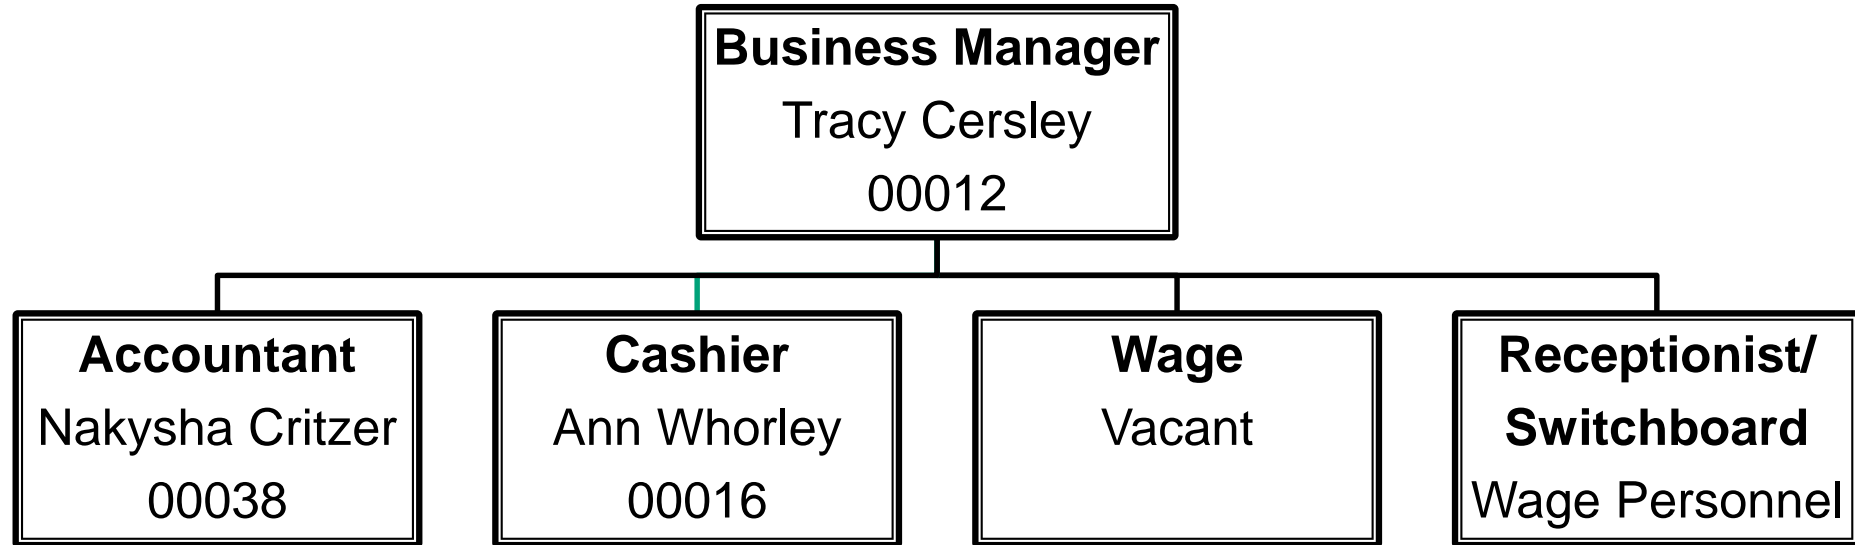 Business Manager
Tracy Cersley
00012
Accountant
Nakysha Critzer
00038
Cashier
Ann Whorley
00016
Wage
Vacant
Receptionist/
Switchboard
Wage Personnel